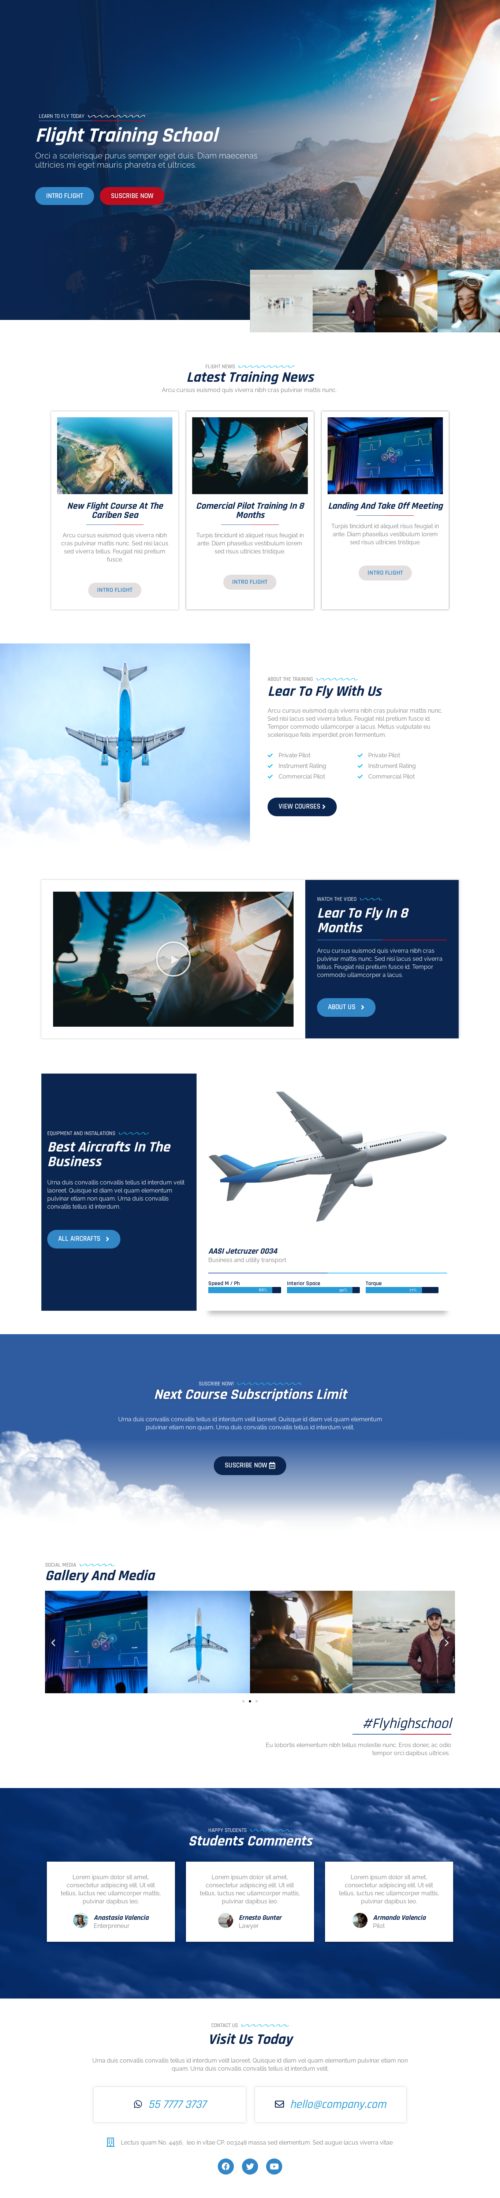 LEARN TO FLY TODAY
Flight Training School
Orci a scelerisque purus semper eget duis. Diam maecenas
ultricies mi eget mauris pharetra et ultrices.
INTRO FLIGHT
SUSCRIBE NOW
FLIGHT NEWS
Latest Training News
Arcu cursus euismod quis viverra nibh cras pulvinar mattis nunc.
New Flight Course At The
Cariben Sea
Arcu cursus euismod quis viverra nibh
cras pulvinar mattis nunc. Sed nisi lacus
sed viverra tellus. Feugiat nisl pretium
fusce.
INTRO FLIGHT
Comercial Pilot Training In 8
Months
Turpis tincidunt id aliquet risus feugiat in
ante. Diam phasellus vestibulum lorem
sed risus ultricies tristique
INTRO FLIGHT
Landing And Take Off Meeting
Turpis tincidunt id aliquet risus feugiat in
ante. Diam phasellus vestibulum lorem
sed risus ultricies tristique
INTRO FLIGHT
ABOUT THE TRAINING
Lear To Fly With Us
Arcu cursus euismod quis viverra nibh cras pulvinar mattis nunc.
Sed nisi lacus sed viverra tellus. Feugiat nisl pretium fusce id.
Tempor commodo ullamcorper a lacus. Metus vulputate eu
scelerisque felis imperdiet proin fermentum.
Private Pilot
Private Pilot
Instrument Rating
Instrument Rating
Commercial Pilot
Commercial Pilot
VIEW COURSES
WATCH THE VIDEO
Lear To Fly In 8
Months
Arcu cursus euismod quis viverra nibh cras
pulvinar mattis nunc. Sed nisi lacus sed viverra
tellus. Feugiat nisl pretium fusce id. Tempor
commodo ullamcorper a lacus.
ABOUT US
EQUIPMENT AND INSTALATIONS
Best Aircrafts In The
Business
Urna duis convallis convallis tellus id interdum velit
laoreet. Quisque id diam vel quam elementum
pulvinar etiam non quam. Urna duis convallis
convallis tellus id interdum.
ALL AIRCRAFTS
AASI Jetcruzer 0034
Business and utility transport
Speed M / Ph
Interior Space
Torque
SUSCRIBE NOW!
Next Course Subscriptions Limit
Urna duis convallis convallis tellus id interdum velit laoreet. Quisque id diam vel quam elementum
pulvinar etiam non quam. Urna duis convallis convallis tellus id interdum velit.
SUSCRIBE NOW
SOCIAL MEDIA
Gallery And Media
#Flyhighschool
Eu lobortis elementum nibh tellus molestie nunc. Eros donec ac odio
tempor orci dapibus ultrices.
HAPPY STUDENTS
Students Comments
Lorem ipsum dolor sit amet,
consectetur adipiscing elit. Ut elit
tellus, luctus nec ullamcorper mattis,
pulvinar dapibus leo.
Anastasia Valencia
Enterpreneur
Lorem ipsum dolor sit amet,
consectetur adipiscing elit. Ut elit
tellus, luctus nec ullamcorper mattis,
pulvinar dapibus leo.
Ernesto Gunter
Lawyer
Lorem ipsum dolor sit amet,
consectetur adipiscing elit. Ut elit
tellus, luctus nec ullamcorper mattis,
pulvinar dapibus leo.
Armando Valencia
Pilot
CONTACT US
Visit Us Today
Urna duis convallis convallis tellus id interdum velit laoreet. Quisque id diam vel quam elementum pulvinar etiam non
quam. Urna duis convallis convallis tellus id interdum velit.
55 7777 3737
hello@company.com
Lectus quam No. 4456, leo in vitae CP. 003246 massa sed elementum. Sed augue lacus viverra vitae